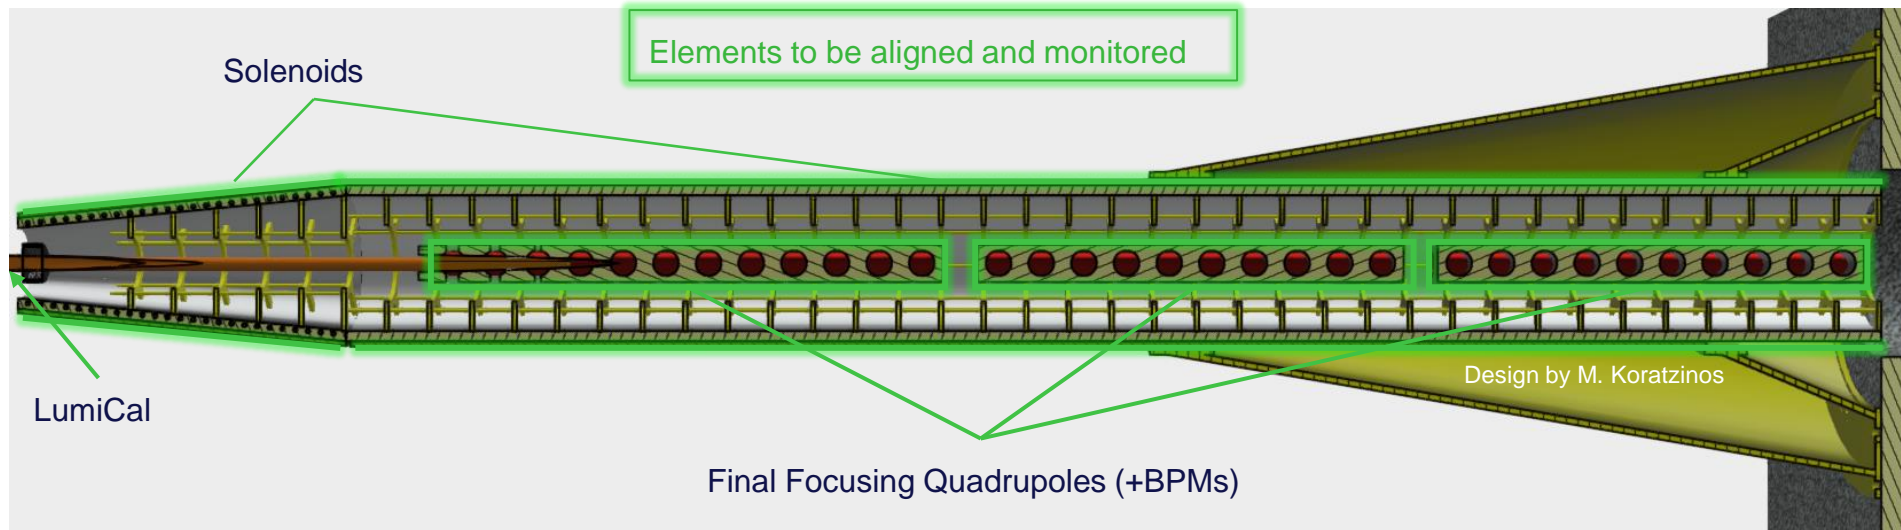 Elements to be aligned and monitored
Solenoids
Design by M. Koratzinos
LumiCal
Final Focusing Quadrupoles (+BPMs)